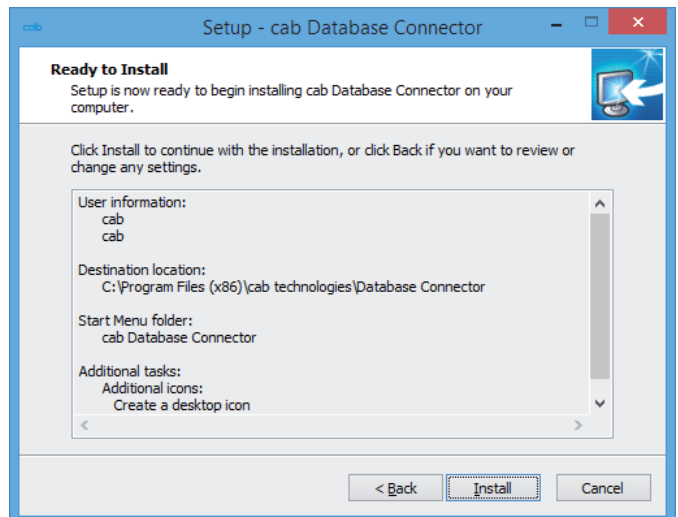 cab
Setup - cab Database Connector
Ready to Install
Setup is now ready to begin installing cab Database Connector on your
computer.
Click Install to continue with the installation, or click Back if you want to review or
change any settings.
User information:
cab
cab
Destination location:
C:\Program Files (x86)\cab technologies\Database Connector
Start Menu folder:
cab Database Connector
Additional tasks:
Additional icons:
Create a desktop icon
< Back Install Cancel